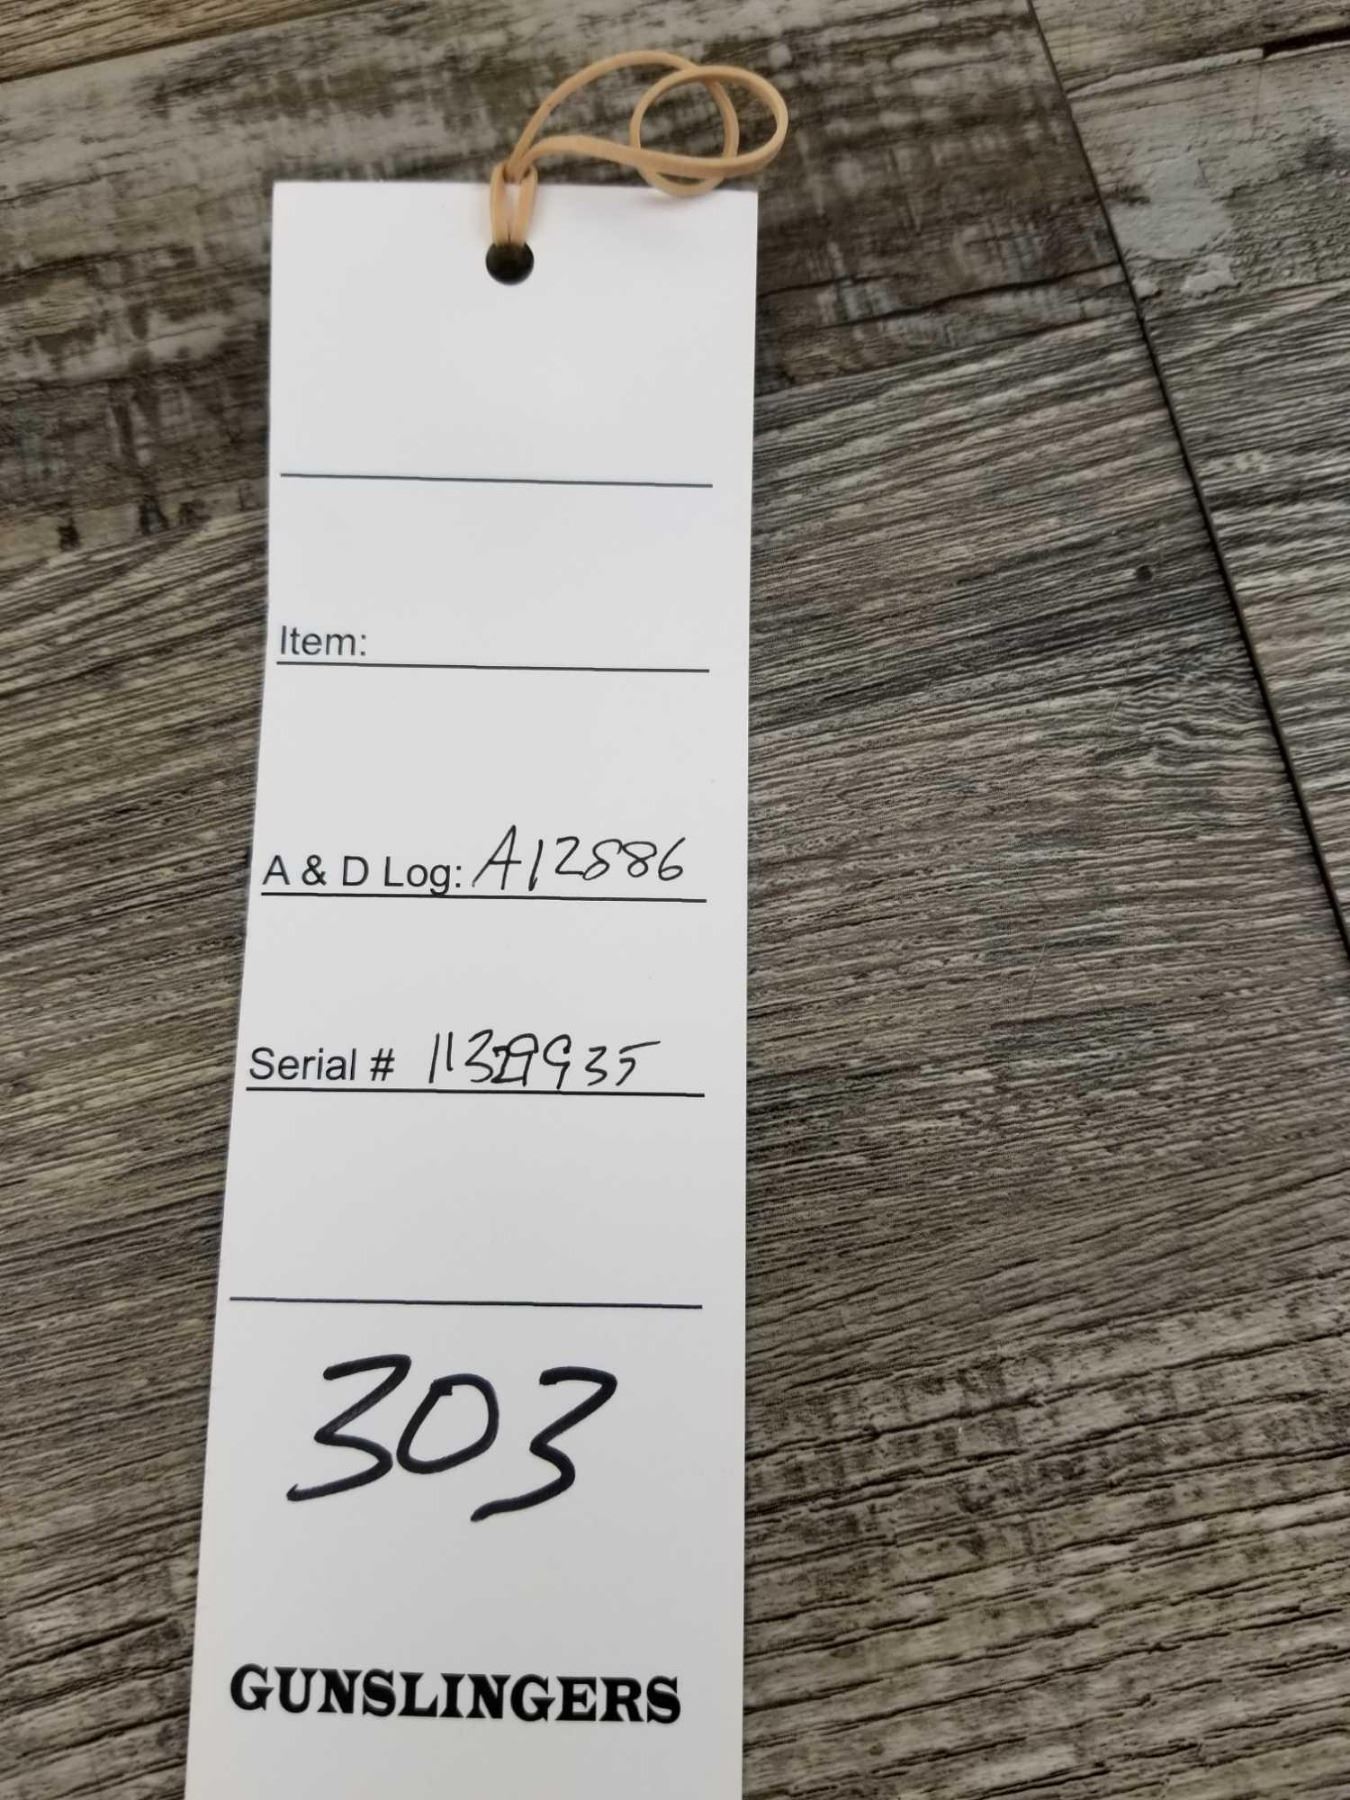 Item:
A & D Log: A12886
Serial #
303
GUNSLINGERS